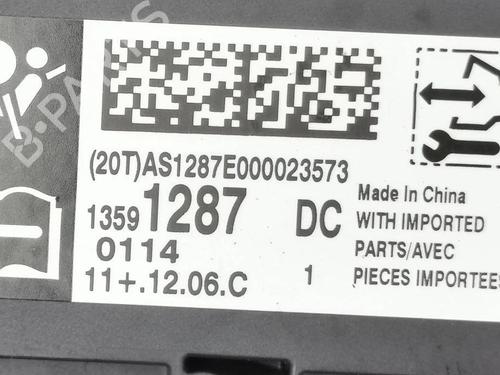 B-PARTS
(20T)AS1287E000023573
1359 1287 DC
0114
11+.12.06.C 1
Made In China
WITH IMPORTED
PARTS/AVEC
PIECES IMPORTEES